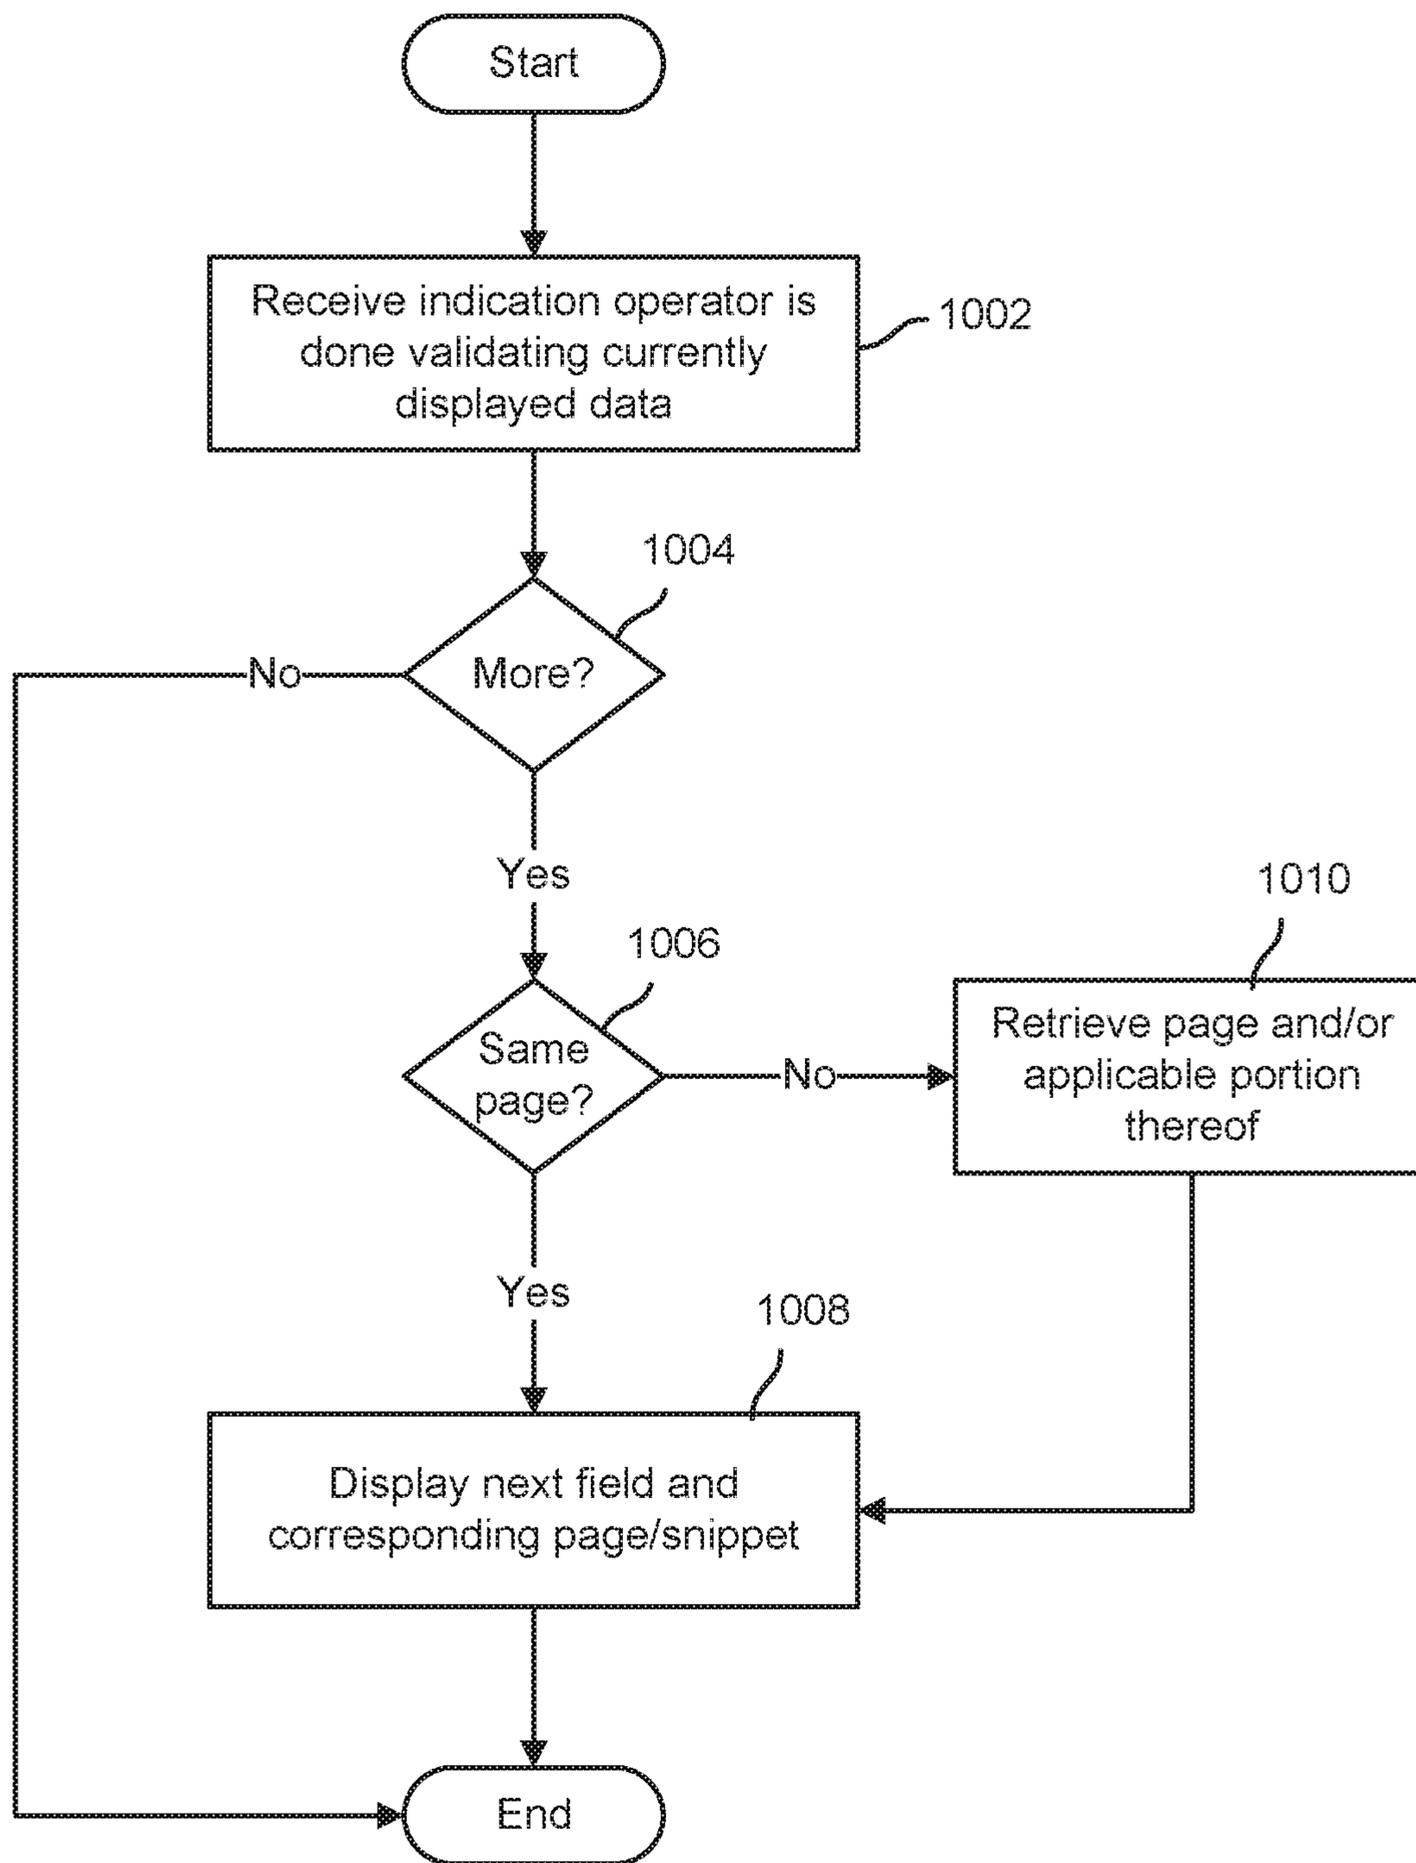 Start
Receive indication operator is
done validating currently
displayed data
1002
1004
More?
No
Yes
1006
Same
page?
No
1010
Retrieve page and/or
applicable portion
thereof
Yes
1008
Display next field and
corresponding page/snippet
End